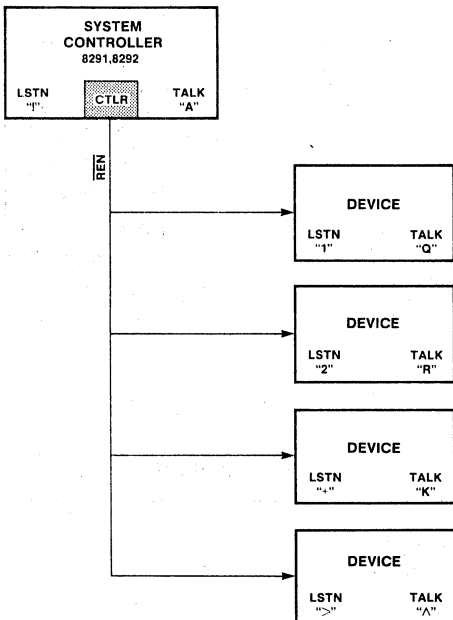 SYSTEM
CONTROLLER
8291,8292
LSTN
"!"
CTLR
TALK
"A"
REN
DEVICE
LSTN
"1"
TALK
"Q"
DEVICE
LSTN
"2"
TALK
"R"
DEVICE
LSTN
"+"
TALK
"K"
DEVICE
LSTN
">"
TALK
"^"